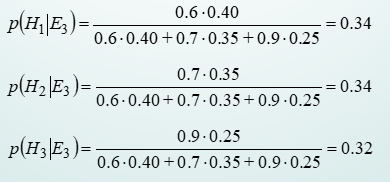 p(H₁|E₃) = 0.6·0.40 / 0.6·0.40 + 0.7·0.35 + 0.9·0.25 = 0.34
p(H₂|E₃) = 0.7·0.35 / 0.6·0.40 + 0.7·0.35 + 0.9·0.25 = 0.34
p(H₃|E₃) = 0.9·0.25 / 0.6·0.40 + 0.7·0.35 + 0.9·0.25 = 0.32